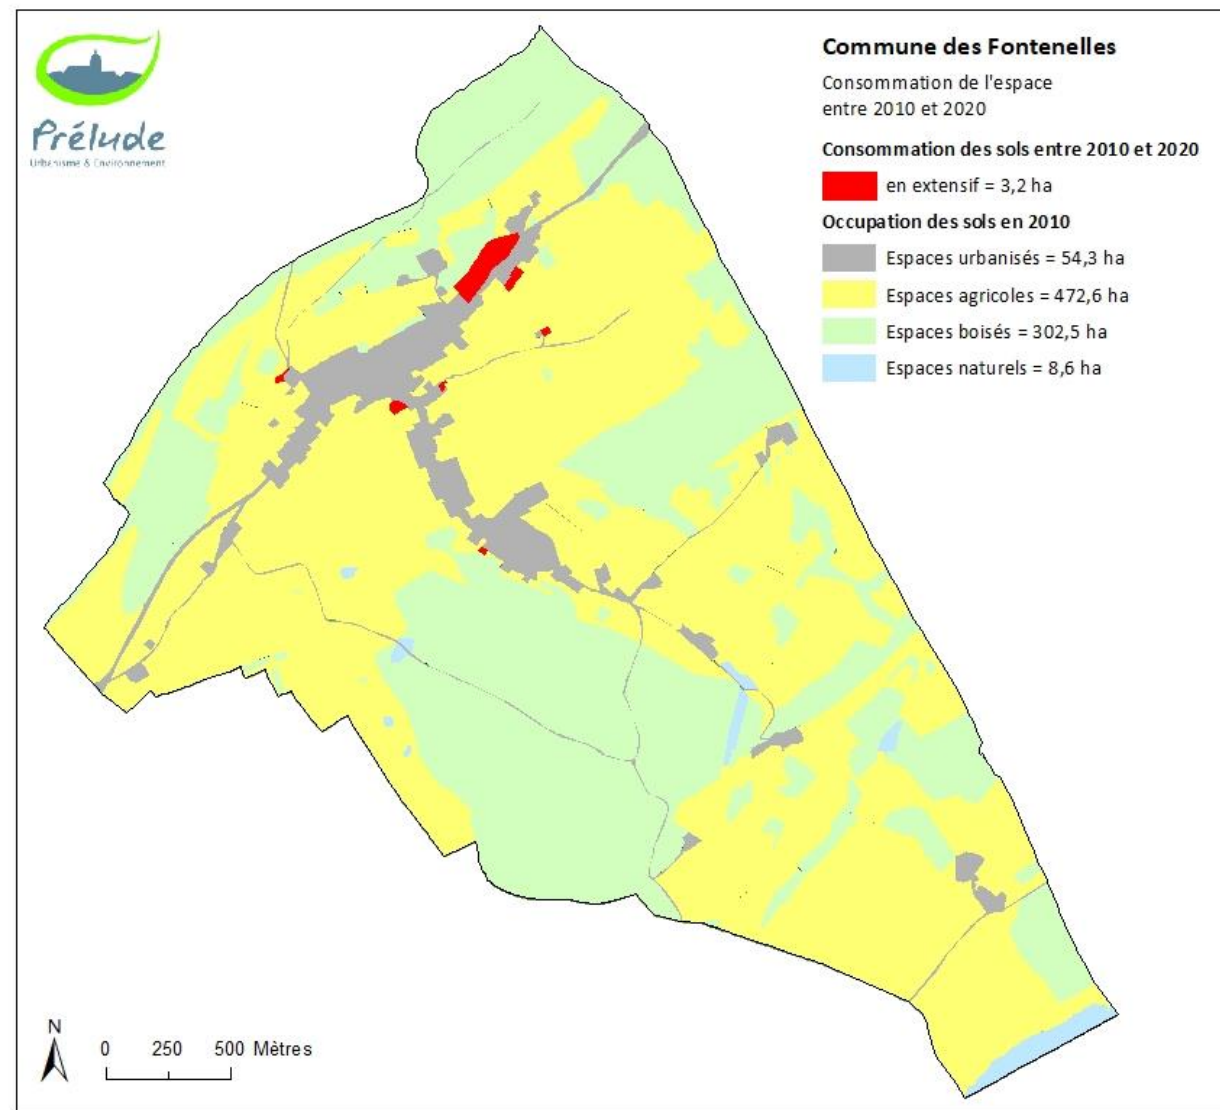 Prélude
Urbanisme & Environnement
Commune des Fontenelles
Consommation de l'espace
entre 2010 et 2020
Consommation des sols entre 2010 et 2020
en extensif = 3,2 ha
Occupation des sols en 2010
Espaces urbanisés = 54,3 ha
Espaces agricoles = 472,6 ha
Espaces boisés = 302,5 ha
Espaces naturels = 8,6 ha
N
0 250 500 Mètres